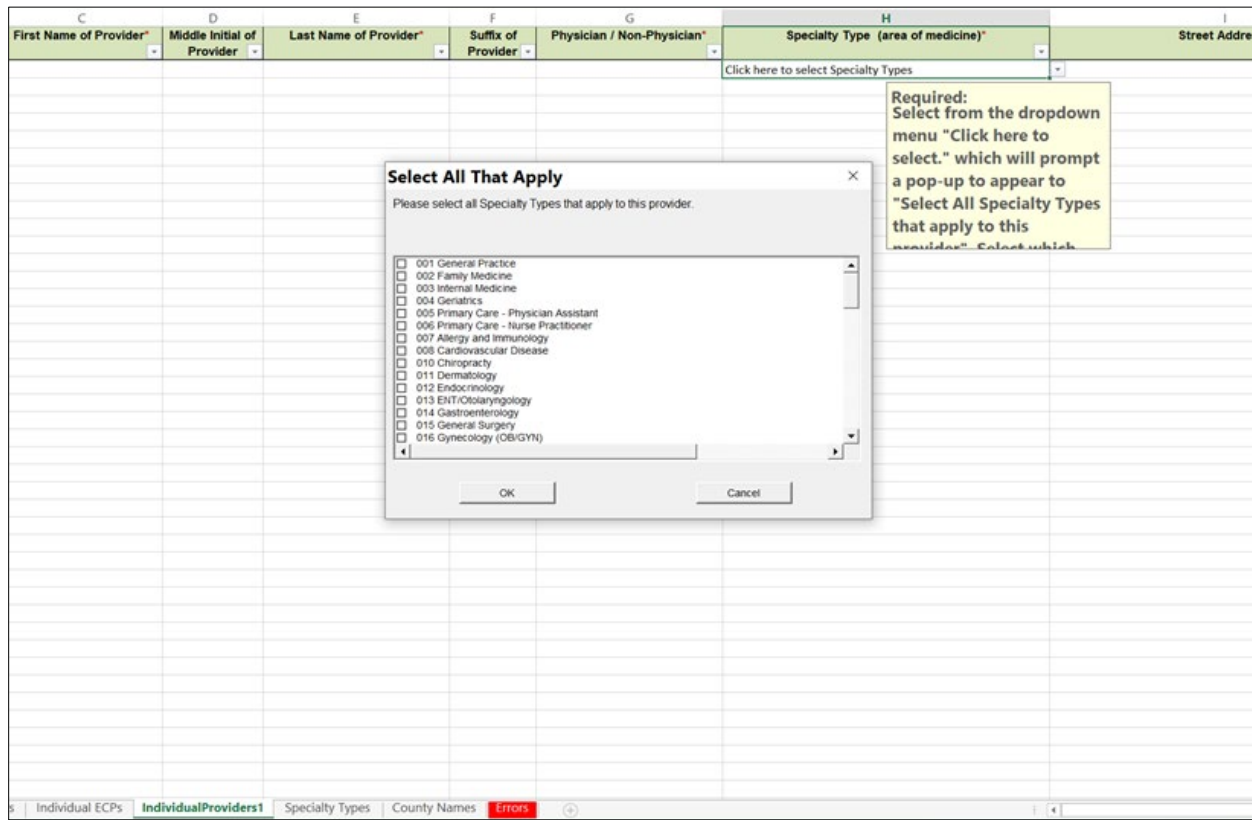 C D E F G H I
First Name of Provider* Middle Initial of Provider Last Name of Provider* Suffix of Provider Physician / Non-Physician* Specialty Type (area of medicine)* Street Addre
Click here to select Specialty Types
Required:
Select from the dropdown
menu "Click here to
select." which will prompt
a pop-up to appear to
"Select All Specialty Types
that apply to this
provider". Select which
Select All That Apply
Please select all Specialty Types that apply to this provider.
001 General Practice
002 Family Medicine
003 Internal Medicine
004 Geriatrics
005 Primary Care - Physician Assistant
006 Primary Care - Nurse Practitioner
007 Allergy and Immunology
008 Cardiovascular Disease
010 Chiropracty
011 Dermatology
012 Endocrinology
013 ENT/Otolaryngology
014 Gastroenterology
015 General Surgery
016 Gynecology (OB/GYN)
OK Cancel
s Individual ECPs IndividualProviders1 Specialty Types County Names Errors